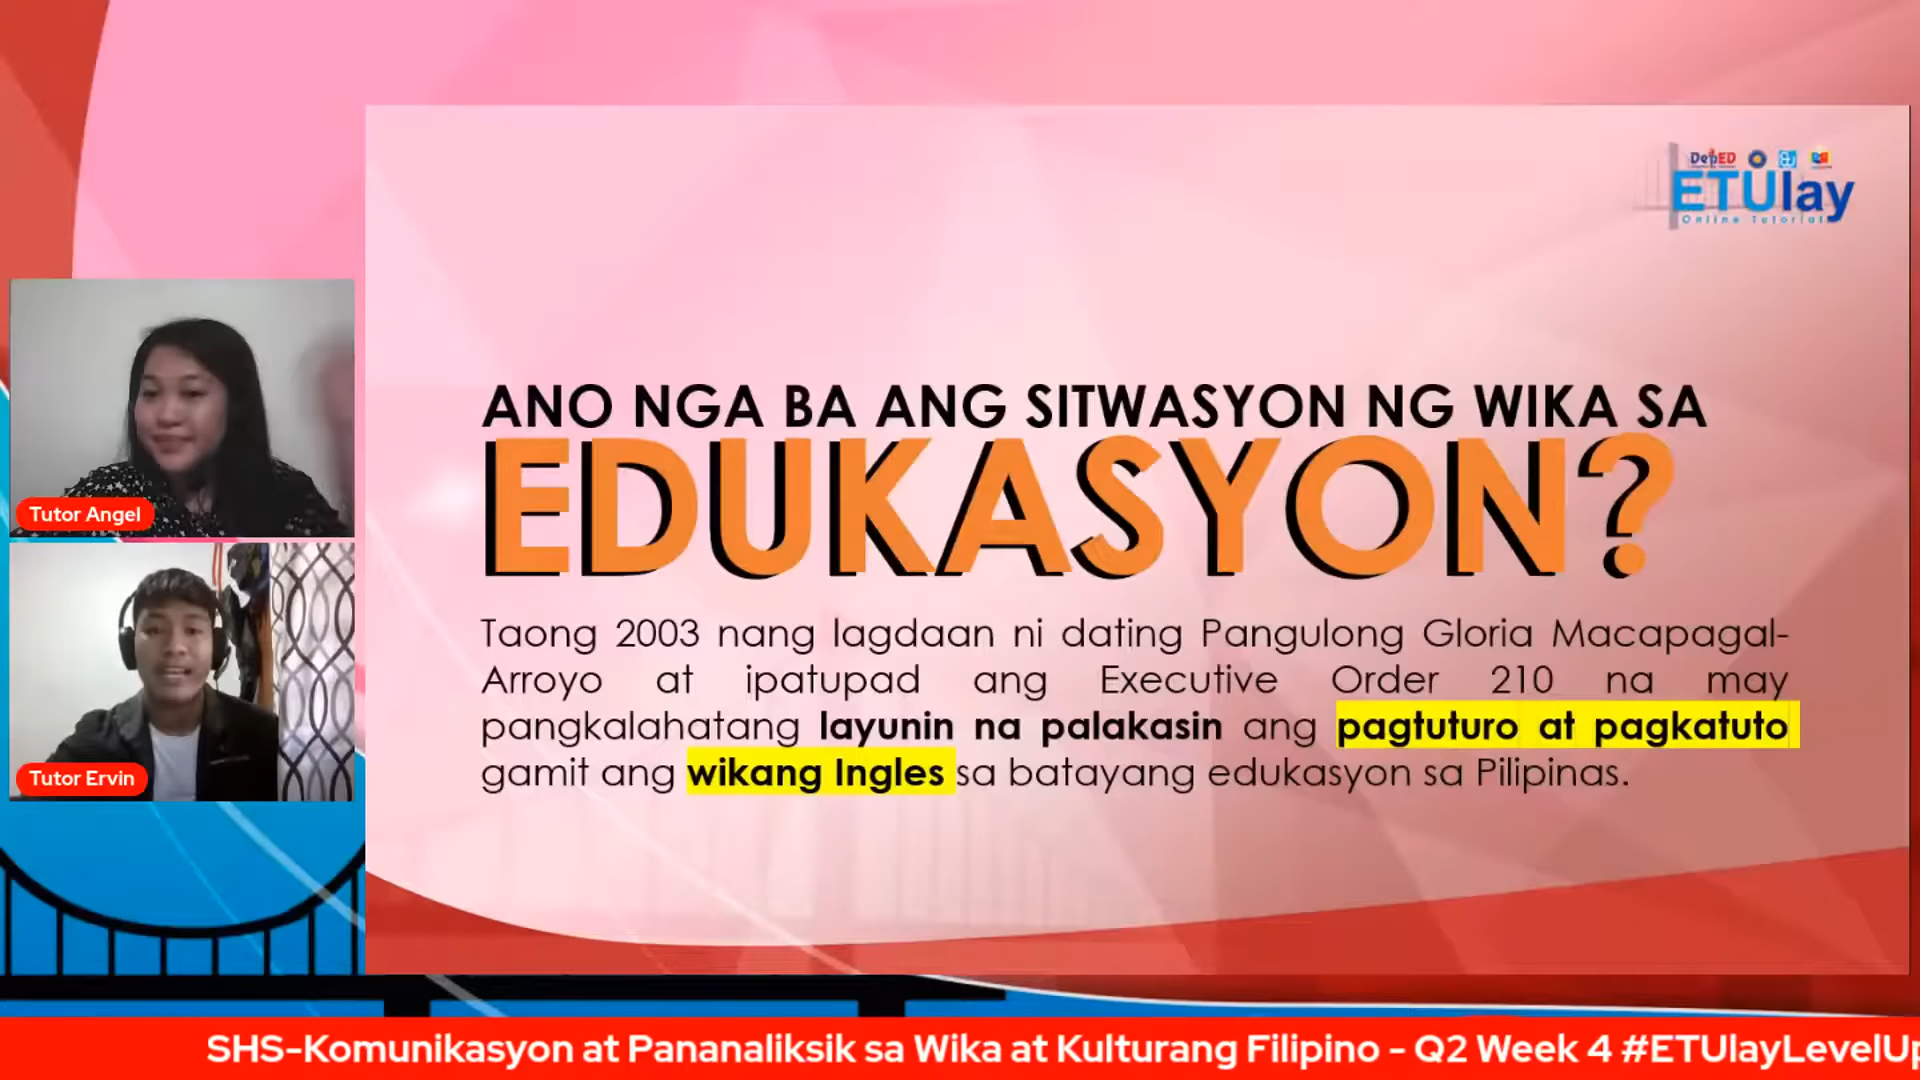 DepED
ETUlay
Online Tutorial
ANO NGA BA ANG SITWASYON NG WIKA SA
EDUKASYON?
Taong 2003 nang lagdaan ni dating Pangulong Gloria Macapagal-
Arroyo at ipatupad ang Executive Order 210 na may
pangkalahatang layunin na palakasin ang pagtuturo at pagkatuto
gamit ang wikang Ingles sa batayang edukasyon sa Pilipinas.
Tutor Angel
Tutor Ervin
SHS-Komunikasyon at Pananaliksik sa Wika at Kulturang Filipino - Q2 Week 4 #ETUlayLevelUp